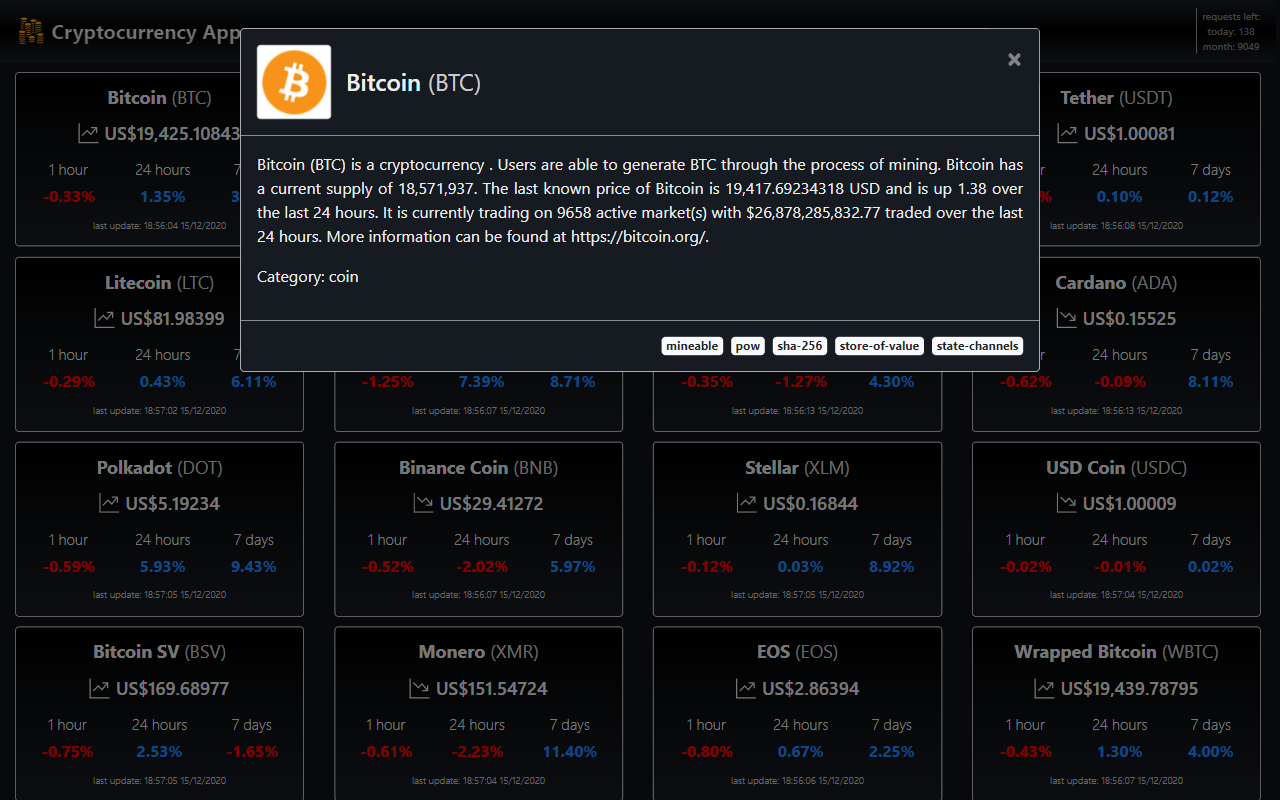 Cryptocurrency App
requests left:
today: 138
month: 9049
Bitcoin (BTC)
×
Bitcoin (BTC) is a cryptocurrency . Users are able to generate BTC through the process of mining. Bitcoin has
a current supply of 18,571,937. The last known price of Bitcoin is 19,417.69234318 USD and is up 1.38 over
the last 24 hours. It is currently trading on 9658 active market(s) with $26,878,285,832.77 traded over the last
24 hours. More information can be found at https://bitcoin.org/.
Category: coin
mineable pow sha-256 store-of-value state-channels
Bitcoin (BTC)
US$19,425.10843
1 hour 24 hours
-0.33% 1.35% 3
last update: 18:56:04 15/12/2020
Tether (USDT)
US$1.00081
24 hours 7 days
% 0.10% 0.12%
last update: 18:56:08 15/12/2020
Litecoin (LTC)
US$81.98399
1 hour 24 hours 7
-0.29% 0.43% 6.11%
last update: 18:57:02 15/12/2020
-1.25% 7.39% 8.71%
last update: 18:56:07 15/12/2020
-0.35% -1.27% 4.30%
last update: 18:56:13 15/12/2020
Cardano (ADA)
US$0.15525
r 24 hours 7 days
-0.62% -0.09% 8.11%
last update: 18:56:13 15/12/2020
Polkadot (DOT)
US$5.19234
1 hour 24 hours 7 days
-0.59% 5.93% 9.43%
last update: 18:57:05 15/12/2020
Binance Coin (BNB)
US$29.41272
1 hour 24 hours 7 days
-0.52% -2.02% 5.97%
last update: 18:56:07 15/12/2020
Stellar (XLM)
US$0.16844
1 hour 24 hours 7 days
-0.12% 0.03% 8.92%
last update: 18:57:05 15/12/2020
USD Coin (USDC)
US$1.00009
1 hour 24 hours 7 days
-0.02% -0.01% 0.02%
last update: 18:57:04 15/12/2020
Bitcoin SV (BSV)
US$169.68977
1 hour 24 hours 7 days
-0.75% 2.53% -1.65%
last update: 18:57:05 15/12/2020
Monero (XMR)
US$151.54724
1 hour 24 hours 7 days
-0.61% -2.23% 11.40%
last update: 18:57:04 15/12/2020
EOS (EOS)
US$2.86394
1 hour 24 hours 7 days
-0.80% 0.67% 2.25%
last update: 18:56:06 15/12/2020
Wrapped Bitcoin (WBTC)
US$19,439.78795
1 hour 24 hours 7 days
-0.43% 1.30% 4.00%
last update: 18:56:07 15/12/2020